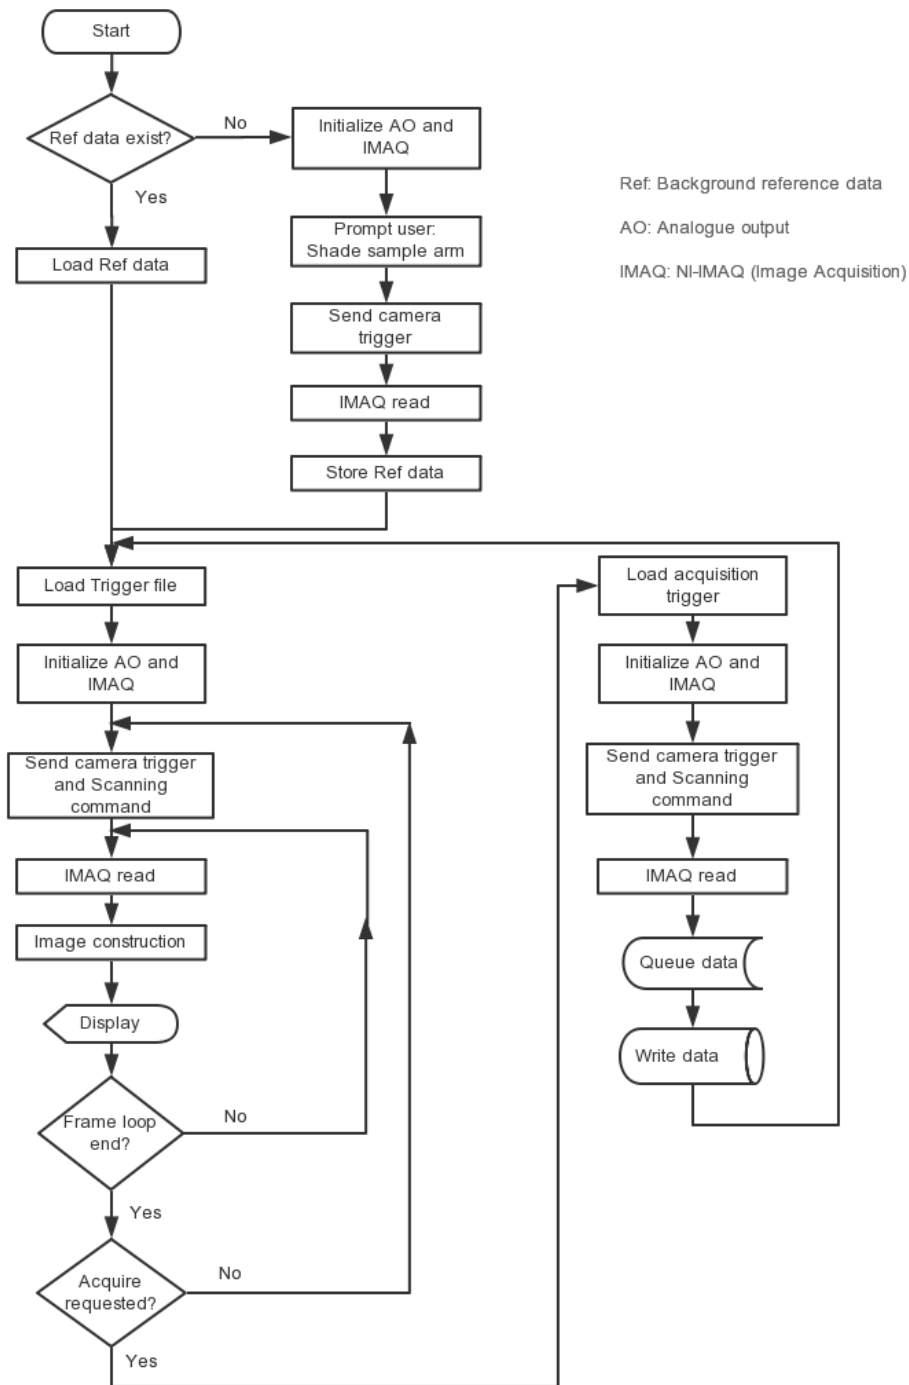 Start
Ref data exist?
No
Yes
Initialize AO and
IMAQ
Prompt user:
Shade sample arm
Send camera
trigger
IMAQ read
Store Ref data
Load Ref data
Ref: Background reference data
AO: Analogue output
IMAQ: NI-IMAQ (Image Acquisition)
Load Trigger file
Initialize AO and
IMAQ
Send camera trigger
and Scanning
command
IMAQ read
Image construction
Display
Frame loop
end?
No
Yes
Acquire
requested?
No
Yes
Load acquisition
trigger
Initialize AO and
IMAQ
Send camera trigger
and Scanning
command
IMAQ read
Queue data
Write data